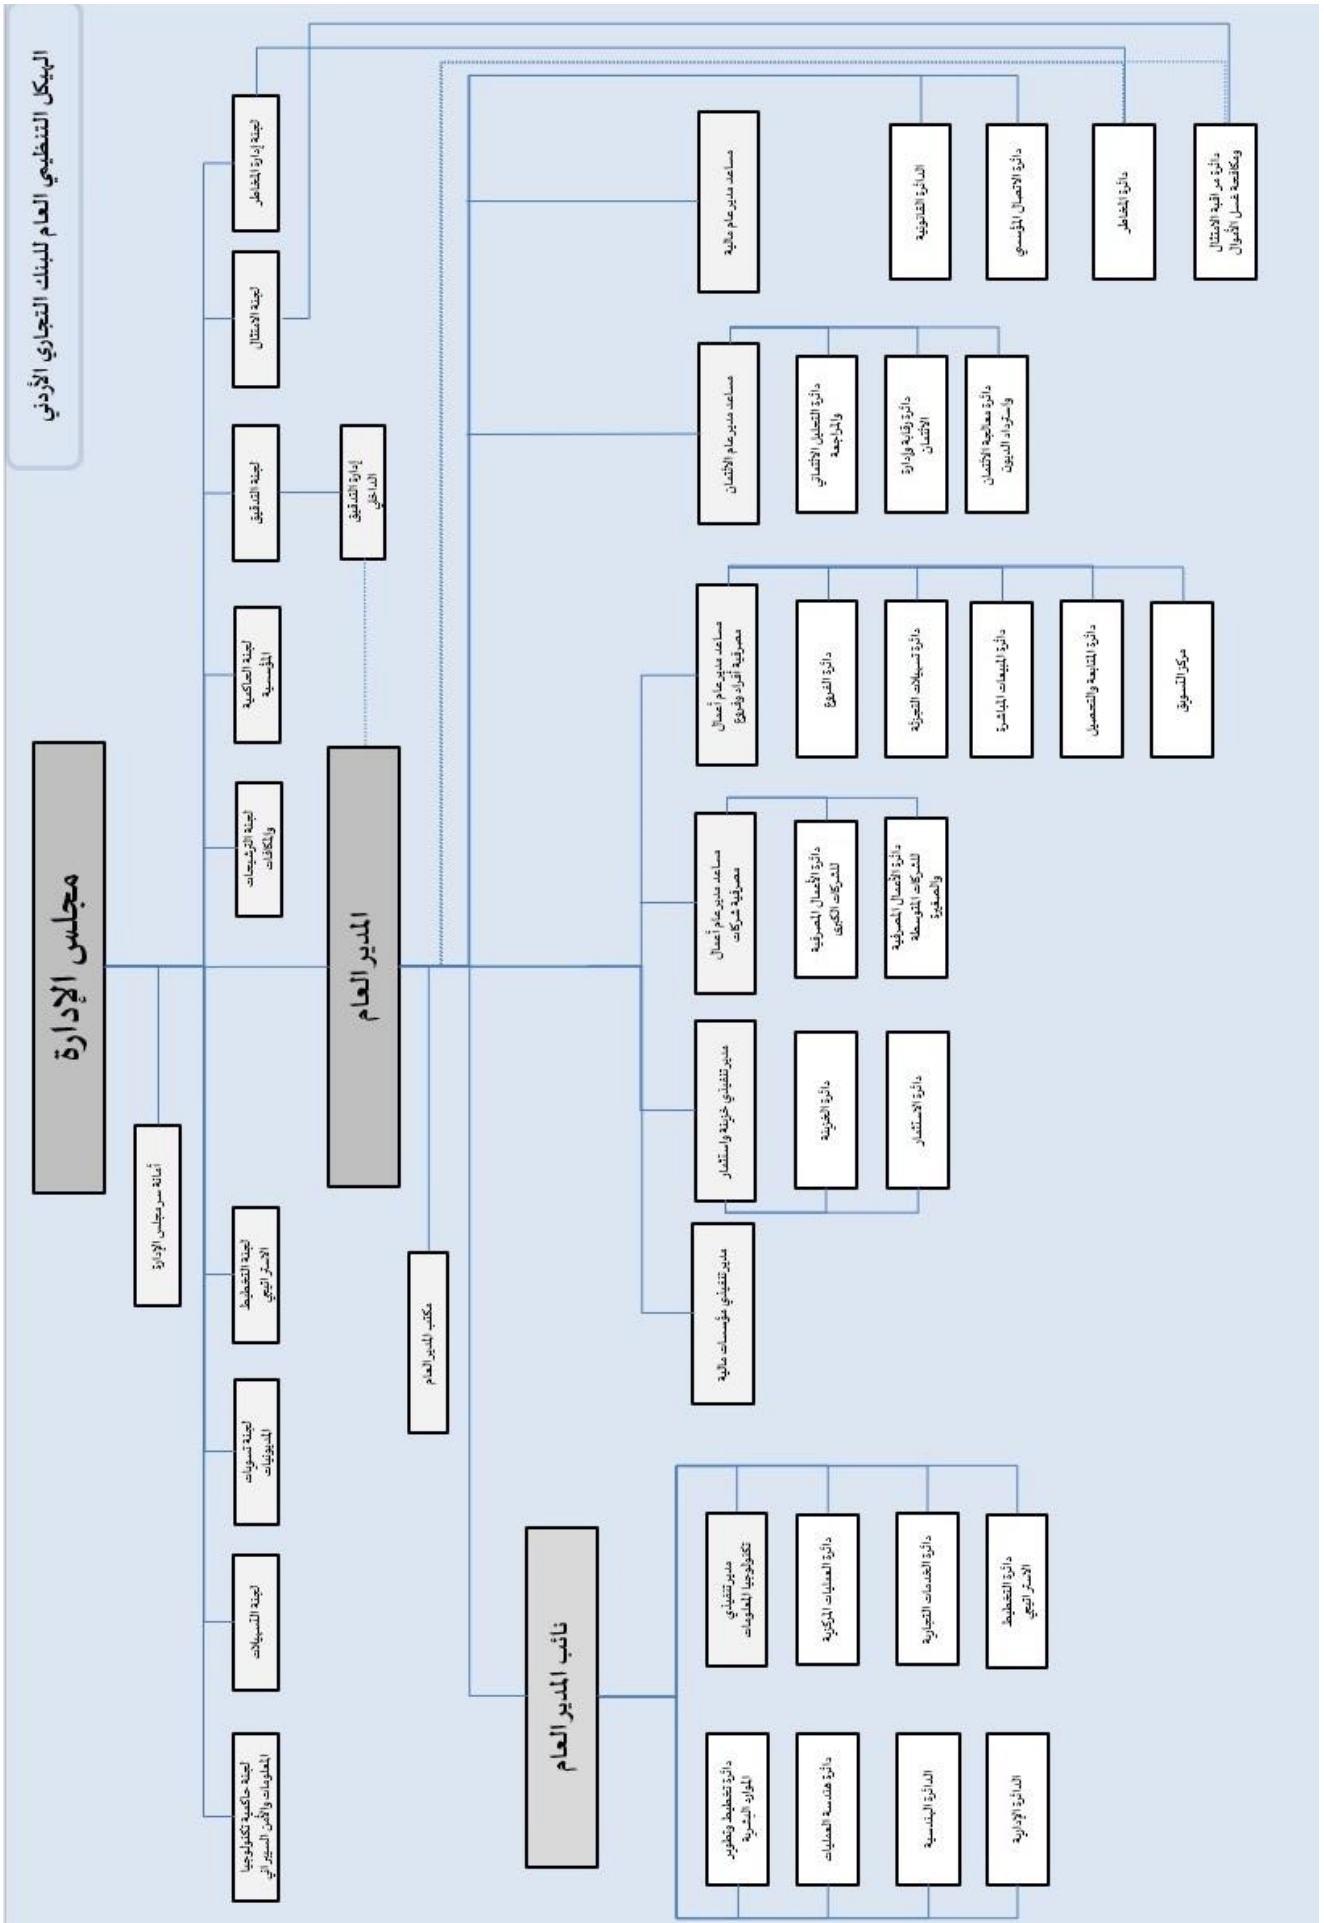 الهيكل التنظيمي العام للبنك التجاري الأردني
مجلس الإدارة
أمانة سر مجلس الإدارة
لجنة إدارة المخاطر
لجنة الامتثال
لجنة التدقيق
لجنة الحاكمية
المؤسسية
لجنة الترشيحات
والمكافات
لجنة التخطيط
الاستراتيجي
لجنة تسويات
المديونيات
لجنة التسهيلات
لجنة حاكمية تكنولوجيا
المعلومات والأمن السيبراني
إدارة التدقيق
الداخلي
المدير العام
مكتب المدير العام
نائب المدير العام
مساعد مدير عام مالية
مساعد مدير عام الائتمان
مساعد مدير عام أعمال
مصرفية أفراد وفروع
مساعد مدير عام أعمال
مصرفية شركات
مدير تنفيذي خزينة واستثمار
مدير تنفيذي مؤسسات مالية
الدائرة القانونية
دائرة الاتصال المؤسسي
دائرة المخاطر
دائرة مراقبة الامتثال
ومكافحة غسل الأموال
دائرة التحليل الائتماني
والمراجعة
دائرة رقابة وإدارة
الائتمان
دائرة معالجة الائتمان
واسترداد الديون
دائرة الفروع
دائرة تسهيلات التجزئة
دائرة المبيعات المباشرة
دائرة المتابعة والتحصيل
مركز التسويق
دائرة الأعمال المصرفية
للشركات الكبرى
دائرة الأعمال المصرفية
للشركات المتوسطة
والصغيرة
دائرة الخزينة
دائرة الاستثمار
مدير تنفيذي
تكنولوجيا المعلومات
دائرة العمليات المركزية
دائرة الخدمات التجارية
دائرة التخطيط
الاستراتيجي
دائرة تخطيط وتطوير
الموارد البشرية
دائرة هندسة العمليات
الدائرة الهندسية
الدائرة الإدارية